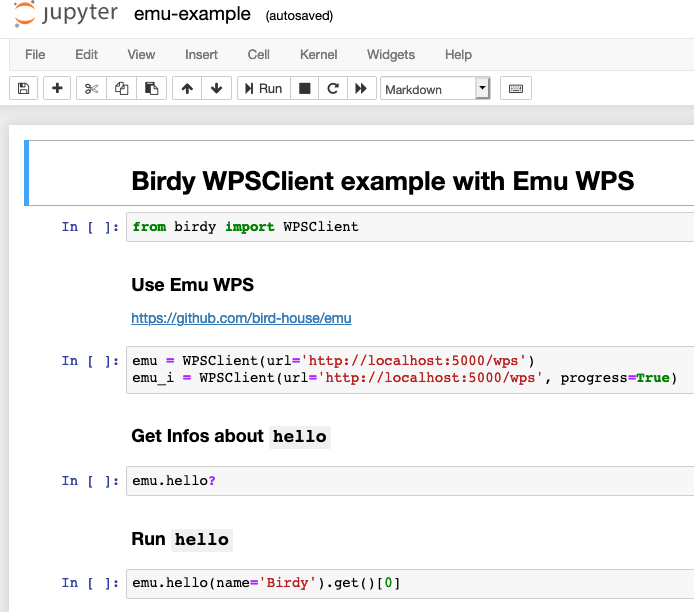 jupyter emu-example (autosaved)
File Edit View Insert Cell Kernel Widgets Help
Run Markdown
Birdy WPSClient example with Emu WPS
In [ ]: from birdy import WPSClient
Use Emu WPS
https://github.com/bird-house/emu
In [ ]: emu = WPSClient(url='http://localhost:5000/wps')
emu_i = WPSClient(url='http://localhost:5000/wps', progress=True)
Get Infos about hello
In [ ]: emu.hello?
Run hello
In [ ]: emu.hello(name='Birdy').get()[0]